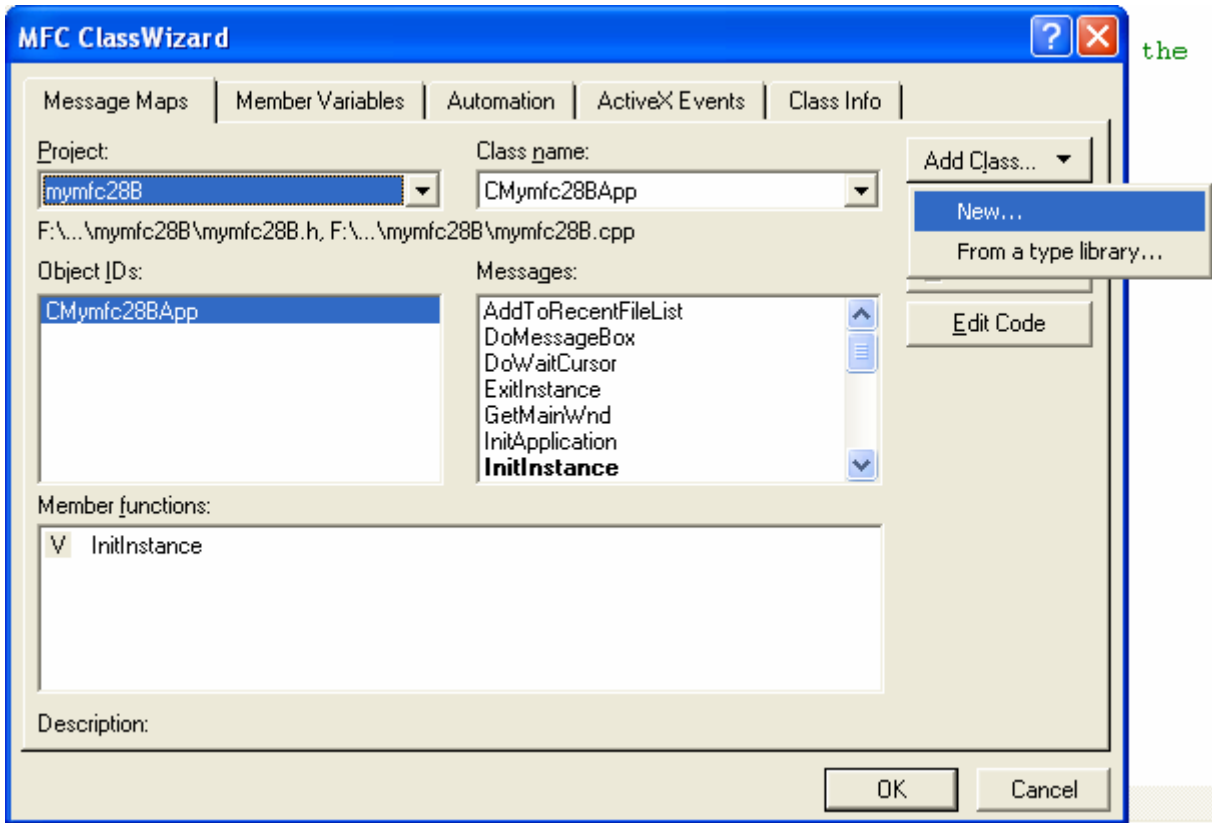 MFC ClassWizard
the
Message Maps
Member Variables
Automation
ActiveX Events
Class Info
Project:
Class name:
Add Class...
mymfc28B
CMymfc28BApp
New...
From a type library...
F:\...\mymfc28B\mymfc28B.h, F:\...\mymfc28B\mymfc28B.cpp
Object IDs:
Messages:
CMymfc28BApp
AddToRecentFileList
DoMessageBox
DoWaitCursor
ExitInstance
GetMainWnd
InitApplication
InitInstance
Edit Code
Member functions:
V InitInstance
Description:
OK
Cancel